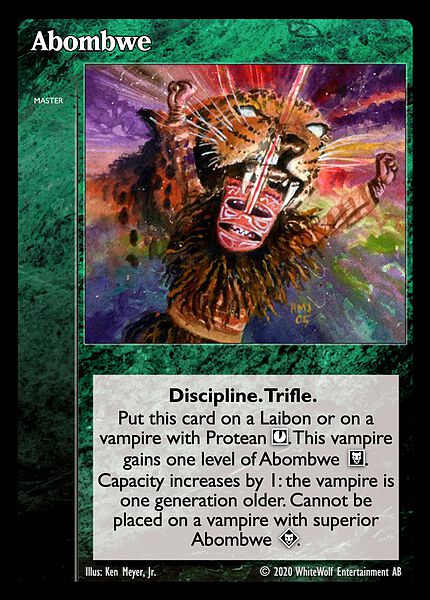 Abombwe
MASTER
Discipline. Trifle.
Put this card on a Laibon or on a
vampire with Protean. This vampire
gains one level of Abombwe.
Capacity increases by 1: the vampire is
one generation older. Cannot be
placed on a vampire with superior
Abombwe.
Illus: Ken Meyer, Jr.
© 2020 WhiteWolf Entertainment AB